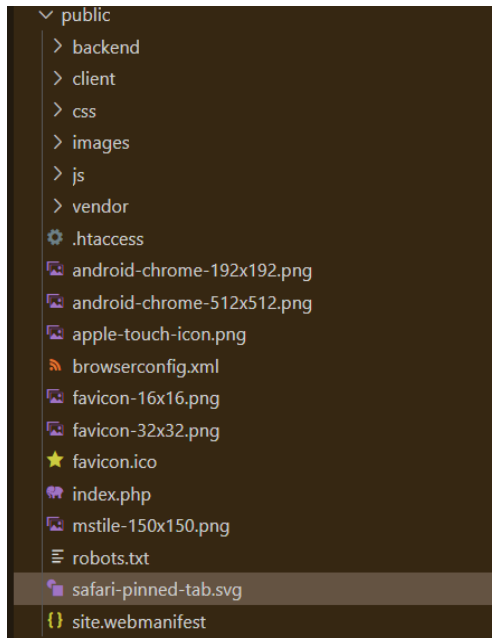 public
backend
client
css
images
js
vendor
.htaccess
android-chrome-192x192.png
android-chrome-512x512.png
apple-touch-icon.png
browserconfig.xml
favicon-16x16.png
favicon-32x32.png
favicon.ico
index.php
mstile-150x150.png
robots.txt
safari-pinned-tab.svg
site.webmanifest